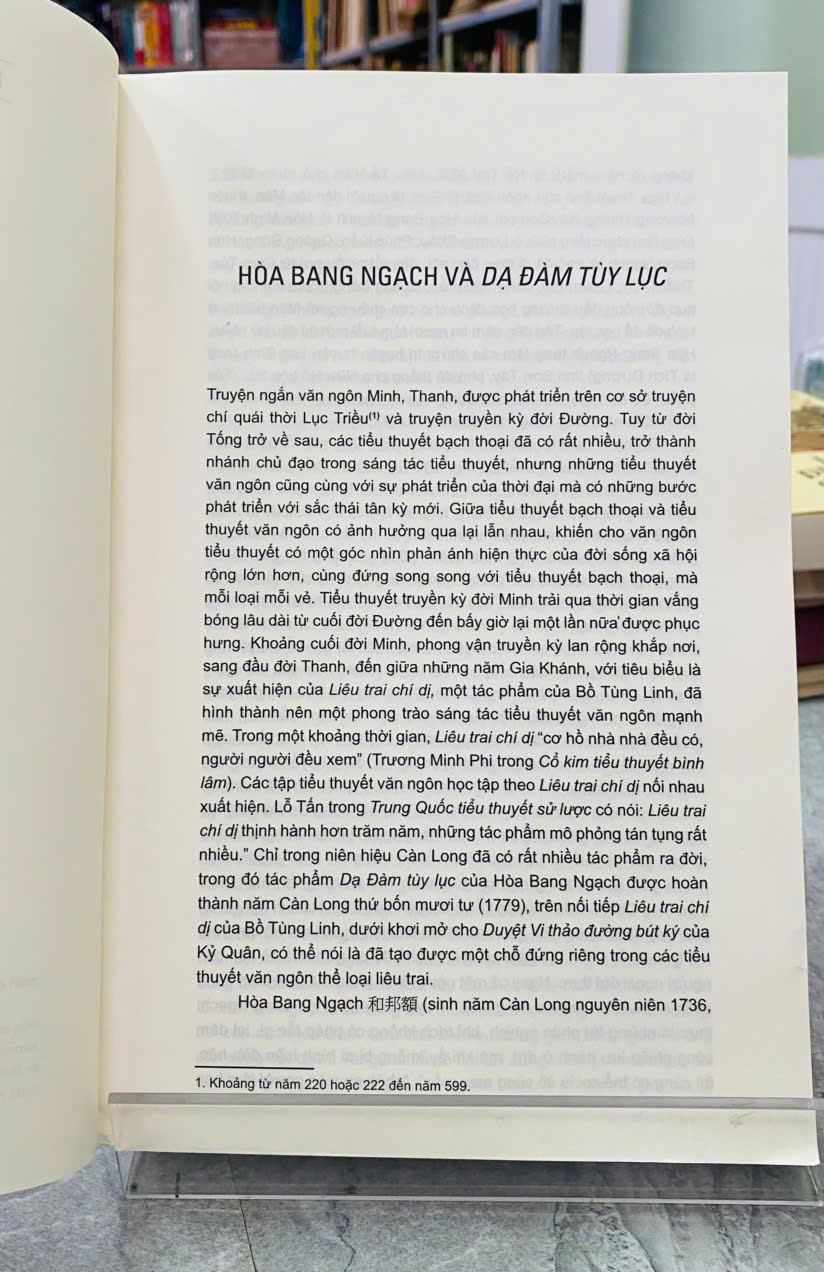 HÒA BANG NGẠCH VÀ DẠ ĐÀM TÙY LỤC
Truyện ngắn văn ngôn Minh, Thanh, được phát triển trên cơ sở truyện
chí quái thời Lục Triều(1) và truyện truyền kỳ đời Đường. Tuy từ đời
Tống trở về sau, các tiểu thuyết bạch thoại đã có rất nhiều, trở thành
nhánh chủ đạo trong sáng tác tiểu thuyết, nhưng những tiểu thuyết
văn ngôn cũng cùng với sự phát triển của thời đại mà có những bước
phát triển với sắc thái tân kỳ mới. Giữa tiểu thuyết bạch thoại và tiểu
thuyết văn ngôn có ảnh hưởng qua lại lẫn nhau, khiến cho văn ngôn
tiểu thuyết có một góc nhìn phản ánh hiện thực của đời sống xã hội
rộng lớn hơn, cùng đứng song song với tiểu thuyết bạch thoại, mà
mỗi loại mỗi vẻ. Tiểu thuyết truyền kỳ đời Minh trải qua thời gian vắng
bóng lâu dài từ cuối đời Đường đến bấy giờ lại một lần nữa được phục
hưng. Khoảng cuối đời Minh, phong vận truyền kỳ lan rộng khắp nơi,
sang đầu đời Thanh, đến giữa những năm Gia Khánh, với tiêu biểu là
sự xuất hiện của Liêu trai chí dị, một tác phẩm của Bồ Tùng Linh, đã
hình thành nên một phong trào sáng tác tiểu thuyết văn ngôn mạnh
mẽ. Trong một khoảng thời gian, Liêu trai chí dị “cơ hồ nhà nhà đều có,
người người đều xem” (Trương Minh Phi trong Cổ kim tiểu thuyết bình
lâm). Các tập tiểu thuyết văn ngôn học tập theo Liêu trai chí dị nối nhau
xuất hiện. Lỗ Tấn trong Trung Quốc tiểu thuyết sử lược có nói: Liêu trai
chí dị thịnh hành hơn trăm năm, những tác phẩm mô phỏng tán tụng rất
nhiều.” Chỉ trong niên hiệu Càn Long đã có rất nhiều tác phẩm ra đời,
trong đó tác phẩm Dạ Đàm tùy lục của Hòa Bang Ngạch được hoàn
thành năm Càn Long thứ bốn mươi tư (1779), trên nối tiếp Liêu trai chí
dị của Bồ Tùng Linh, dưới khơi mở cho Duyệt Vi thảo đường bút ký của
Kỷ Quân, có thể nói là đã tạo được một chỗ đứng riêng trong các tiểu
thuyết văn ngôn thể loại liêu trai.
Hòa Bang Ngạch 和邦額 (sinh năm Càn Long nguyên niên 1736,
1. Khoảng từ năm 220 hoặc 222 đến năm 599.